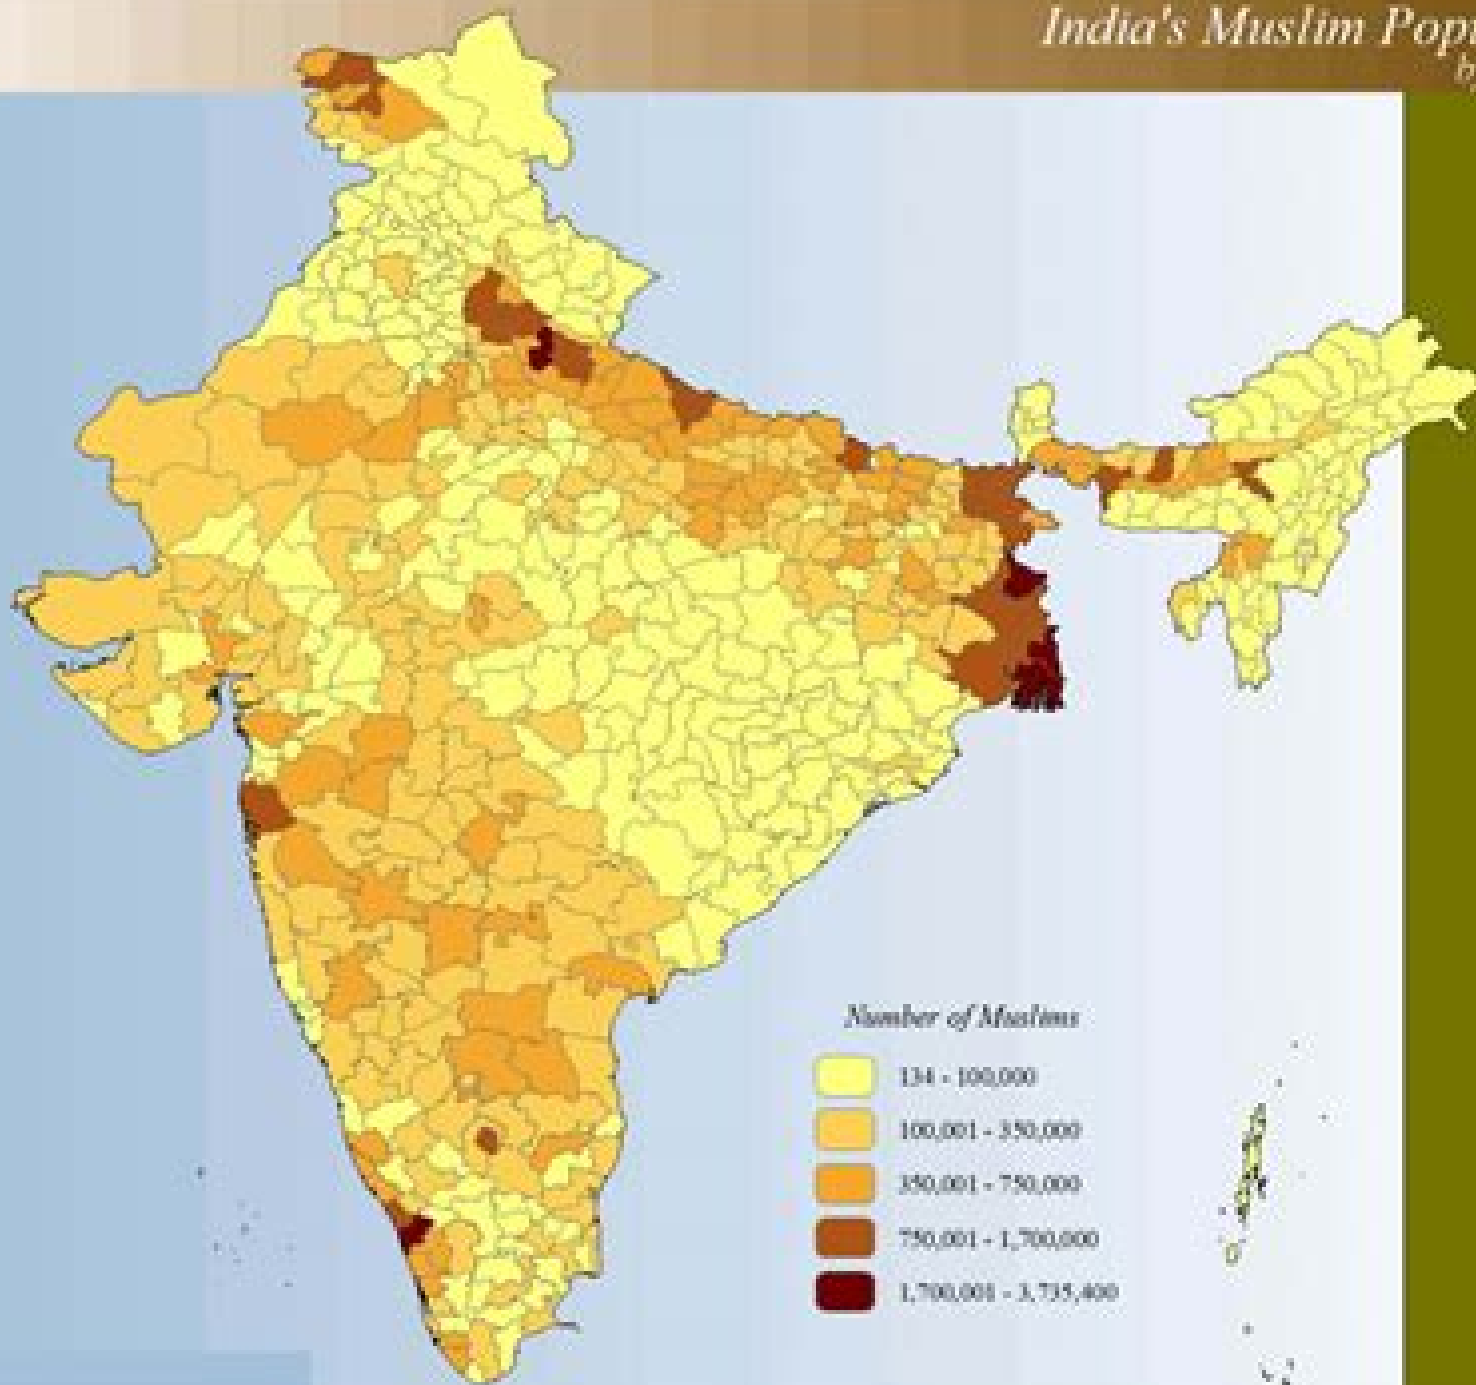 India's Muslim Popu
by
Number of Muslims
134 - 100,000
100,001 - 350,000
350,001 - 750,000
750,001 - 1,700,000
1,700,001 - 3,735,400